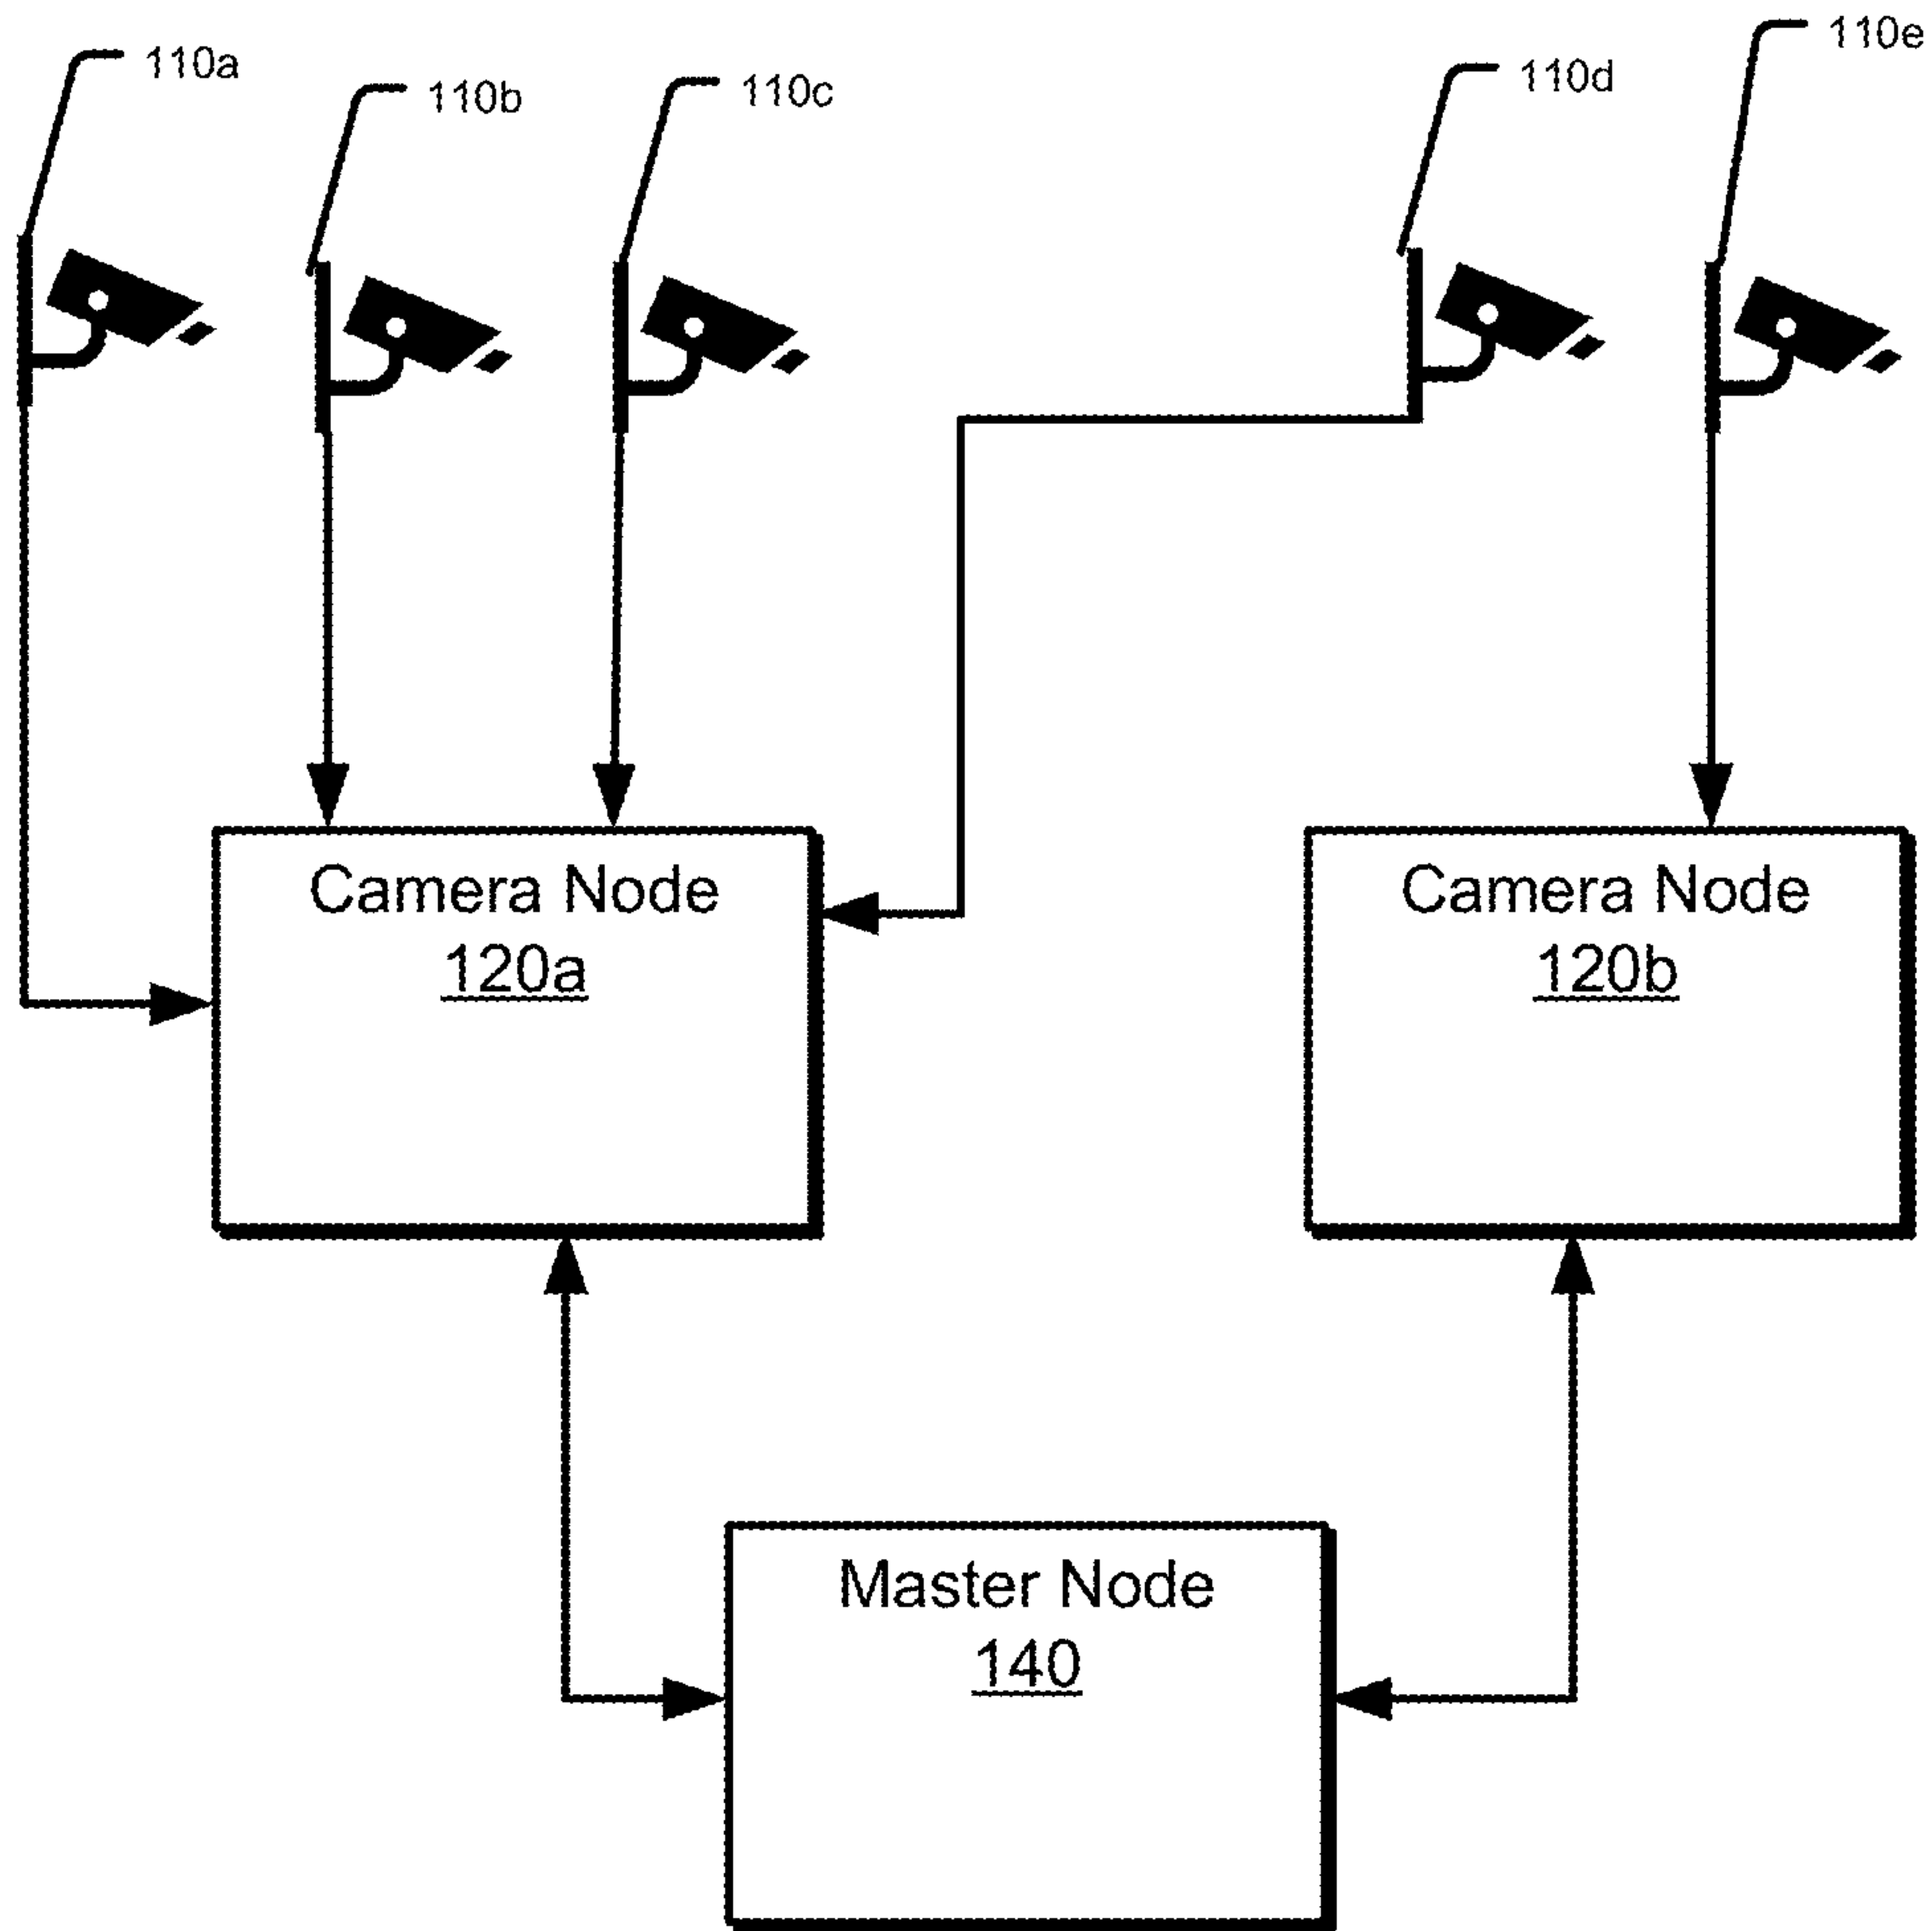 110a
110b
110c
110d
110e
Camera Node
120a
Camera Node
120b
Master Node
140